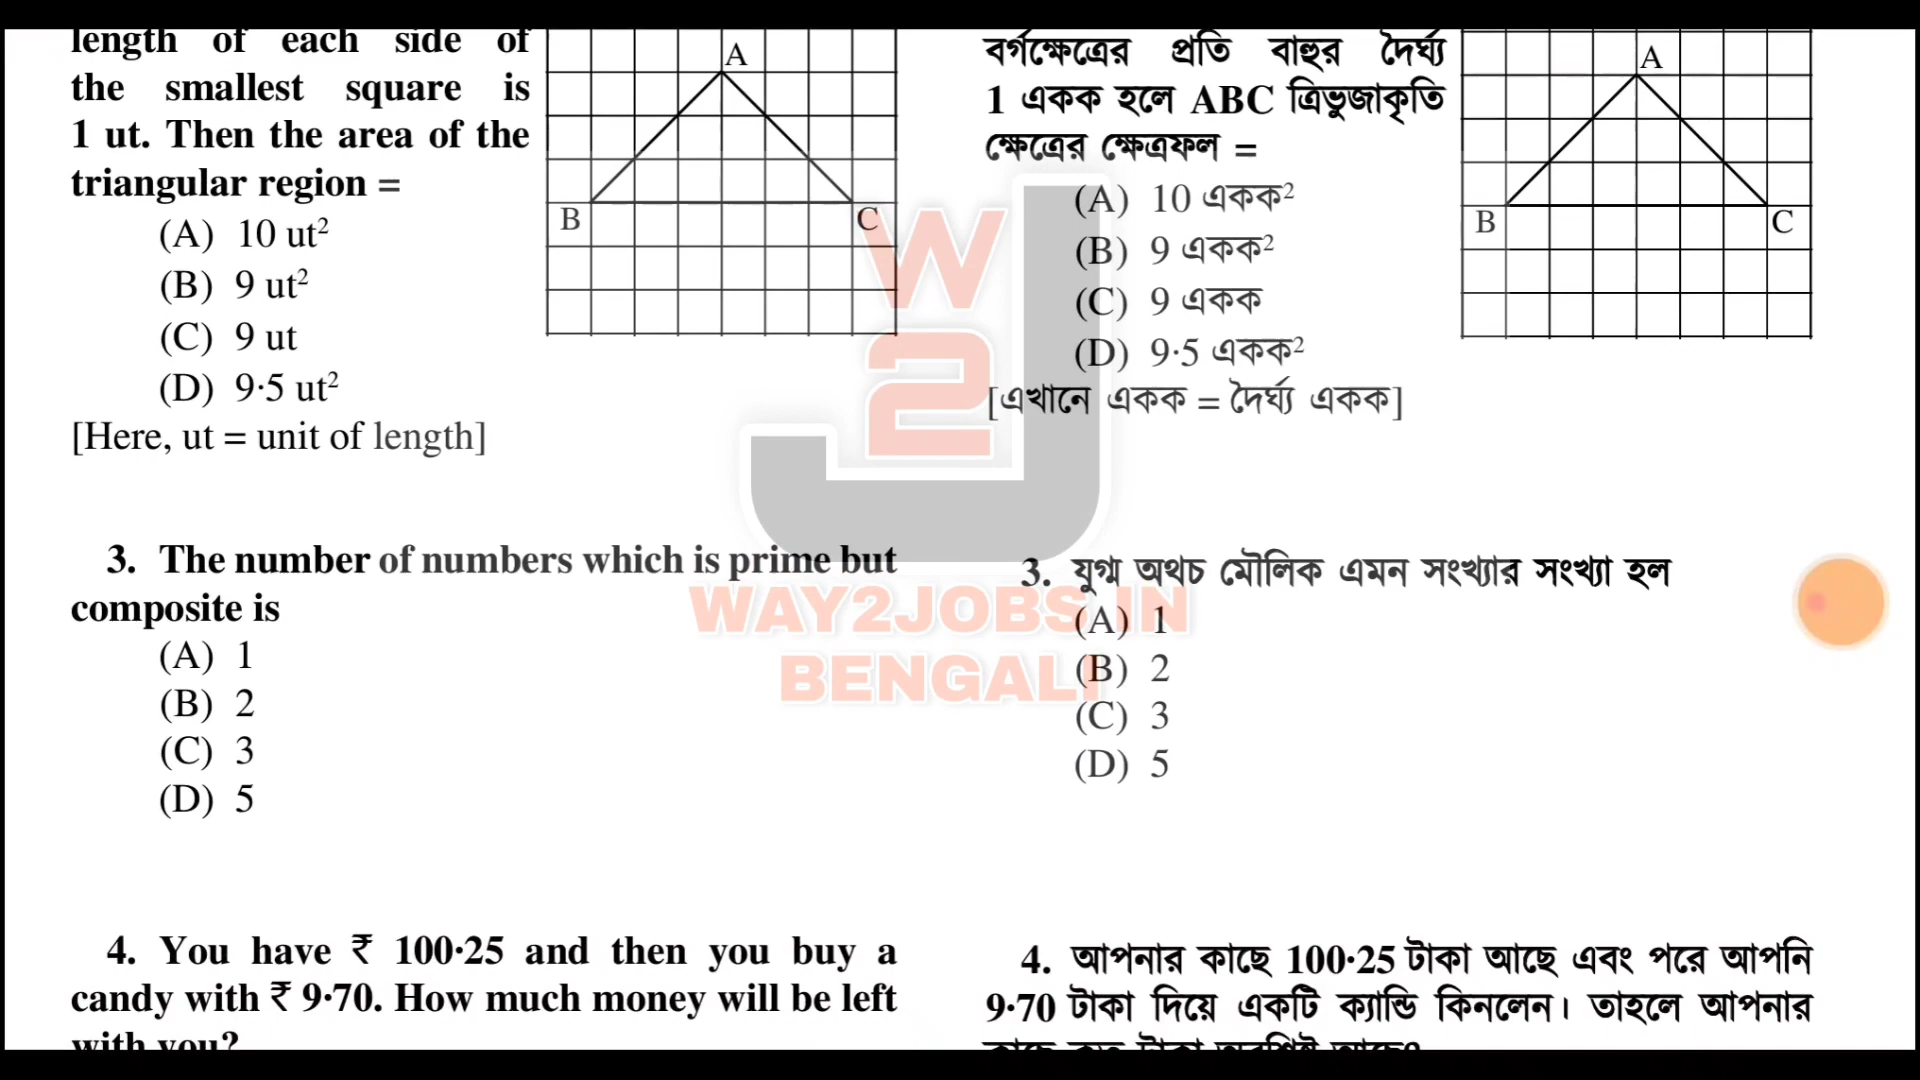 length of each side of
the smallest square is
1 ut. Then the area of the
triangular region =
(A) 10 ut²
(B) 9 ut²
(C) 9 ut
(D) 9·5 ut²
[Here, ut = unit of length]
A
B
C
3. The number of numbers which is prime but
composite is
(A) 1
(B) 2
(C) 3
(D) 5
4. You have ₹ 100·25 and then you buy a
candy with ₹ 9·70. How much money will be left
with you?
বর্গক্ষেত্রের প্রতি বাহুর দৈর্ঘ্য
1 একক হলে ABC ত্রিভুজাকৃতি
ক্ষেত্রের ক্ষেত্রফল =
(A) 10 একক²
(B) 9 একক²
(C) 9 একক
(D) 9·5 একক²
[এখানে একক = দৈর্ঘ্য একক]
A
B
C
3. যুগ্ম অথচ মৌলিক এমন সংখ্যার সংখ্যা হল
(A) 1
(B) 2
(C) 3
(D) 5
4. আপনার কাছে 100·25 টাকা আছে এবং পরে আপনি
9·70 টাকা দিয়ে একটি ক্যান্ডি কিনলেন। তাহলে আপনার
W
2
J
WAY2JOBS IN
BENGALI